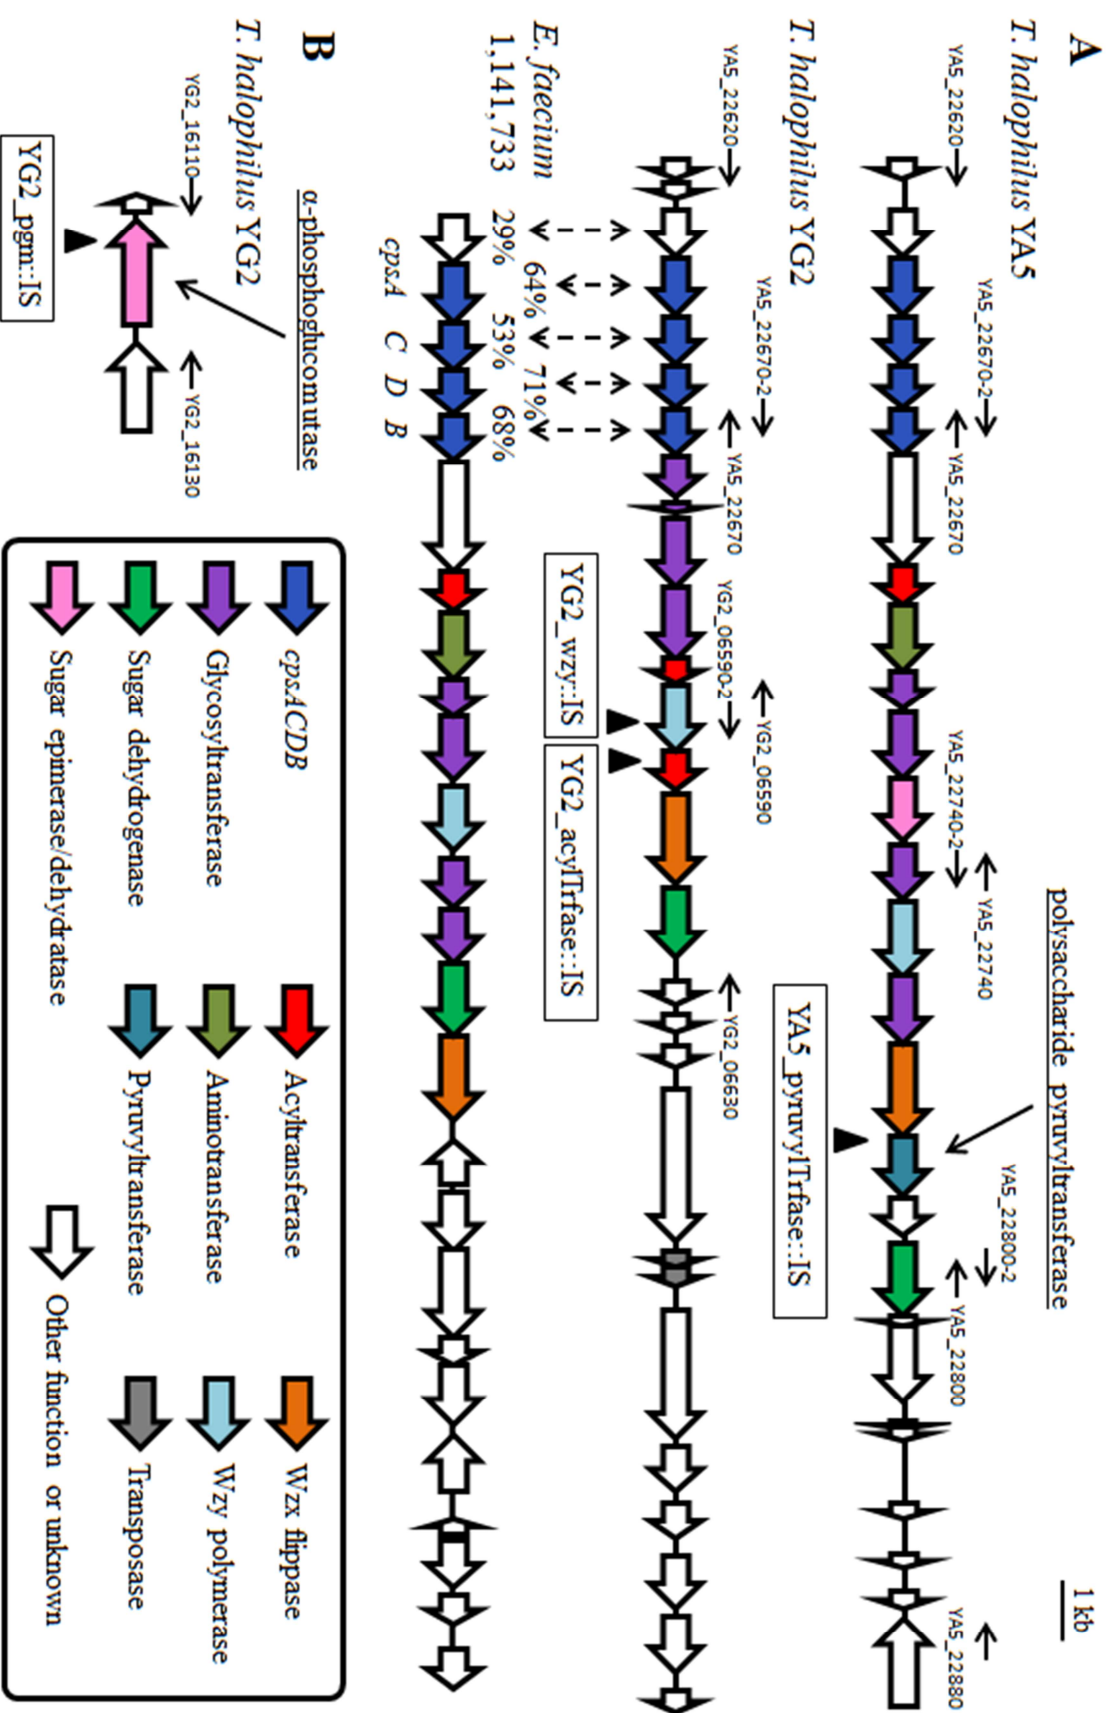 A
1 kb
T. halophilus YA5
polysaccharide pyruvyltransferase
YA5_22800-2
YA5_22670-2
YA5_22740
YA5_22620
YA5_22670
YA5_22740-2
YA5_22800
YA5_22880
YA5_pyruvylTrfase::IS
T. halophilus YG2
YA5_22670-2
YG2_06590
YA5_22620
YA5_22670
YG2_06590-2
YG2_06630
YG2_wzy::IS
YG2_acylTrfase::IS
E. faecium
64%
71%
1,141,733
29%
53%
68%
cpsA
C
D
B
B
α-phosphoglucomutase
T. halophilus YG2
YG2_16110
YG2_16130
YG2_pgm::IS
cpsACDB
Acyltransferase
Wzx flippase
Glycosyltransferase
Aminotransferase
Wzy polymerase
Sugar dehydrogenase
Pyruvyltransferase
Transposase
Sugar epimerase/dehydratase
Other function or unknown